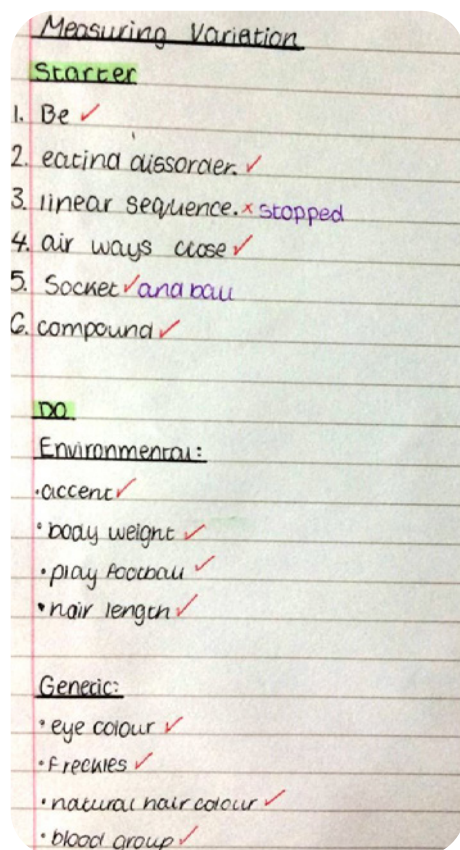 Measuring Variation
Starter
1. Be ✓
2. eating dissorder. ✓
3. linear sequence. × stopped
4. air ways close ✓
5. Socket ✓ and ball
6. compound ✓
DO
Environmental:
• accent ✓
• body weight ✓
• play football ✓
• hair length ✓
Genetic:
• eye colour ✓
• freckles ✓
• natural hair colour ✓
• blood group ✓